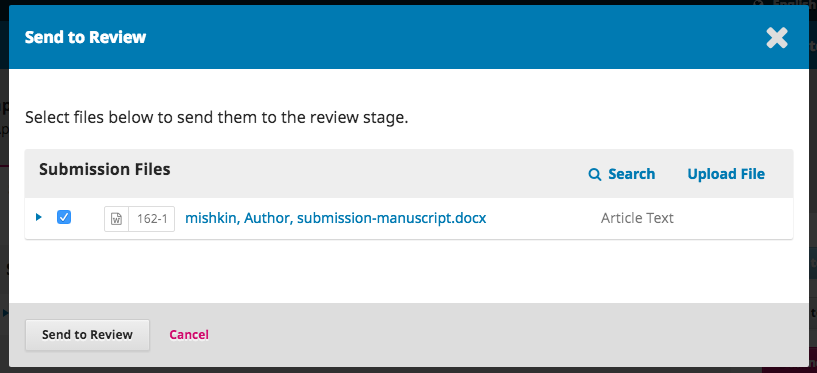 Send to Review
Select files below to send them to the review stage.
Submission Files
Search Upload File
162-1 mishkin, Author, submission-manuscript.docx Article Text
Send to Review Cancel